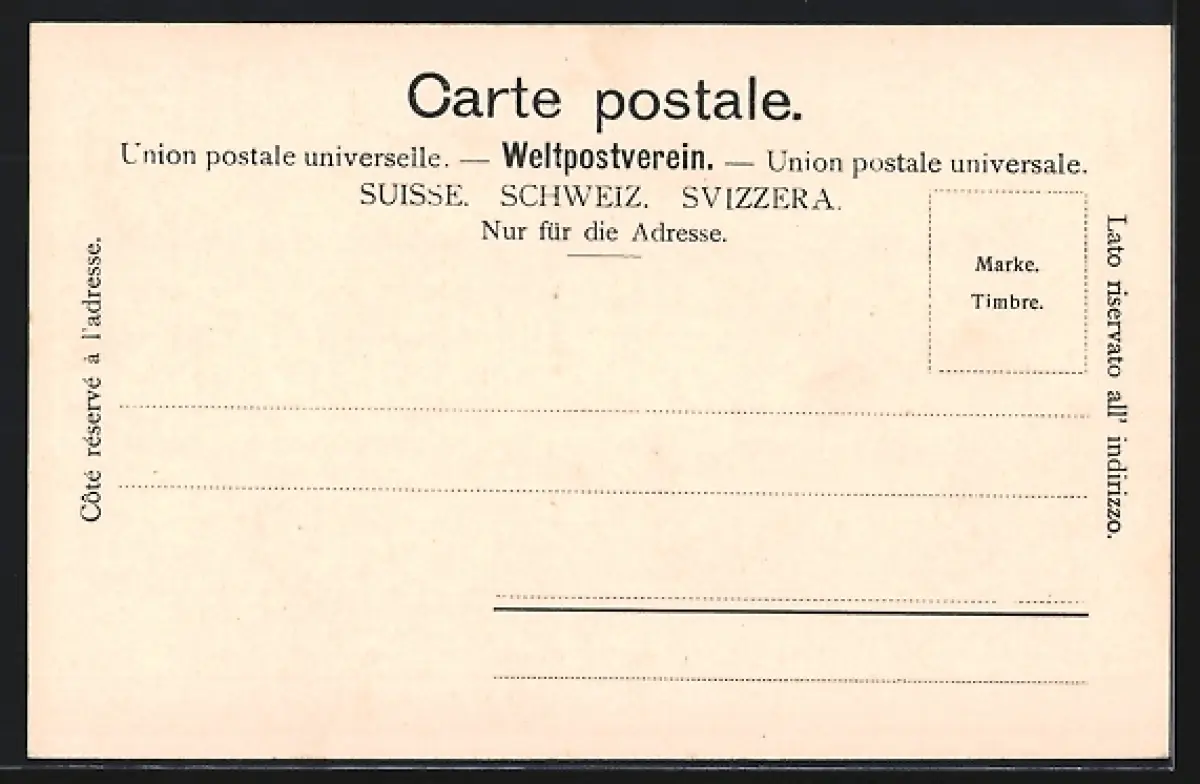 Carte postale.
Union postale universelle. — Weltpostverein. — Union postale universale.
SUISSE. SCHWEIZ. SVIZZERA.
Nur für die Adresse.
Marke.
Timbre.
Côté réservé à l'adresse.
Lato riservato all' indirizzo.